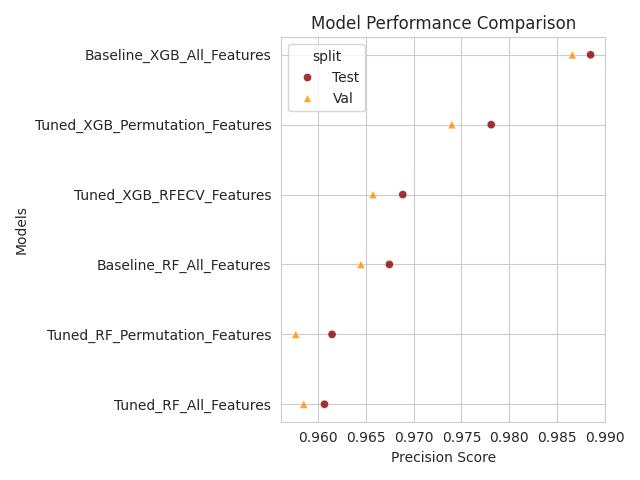 Model Performance Comparison
split
Test
Val
Models
Baseline_XGB_All_Features
Tuned_XGB_Permutation_Features
Tuned_XGB_RFECV_Features
Baseline_RF_All_Features
Tuned_RF_Permutation_Features
Tuned_RF_All_Features
0.960 0.965 0.970 0.975 0.980 0.985 0.990
Precision Score